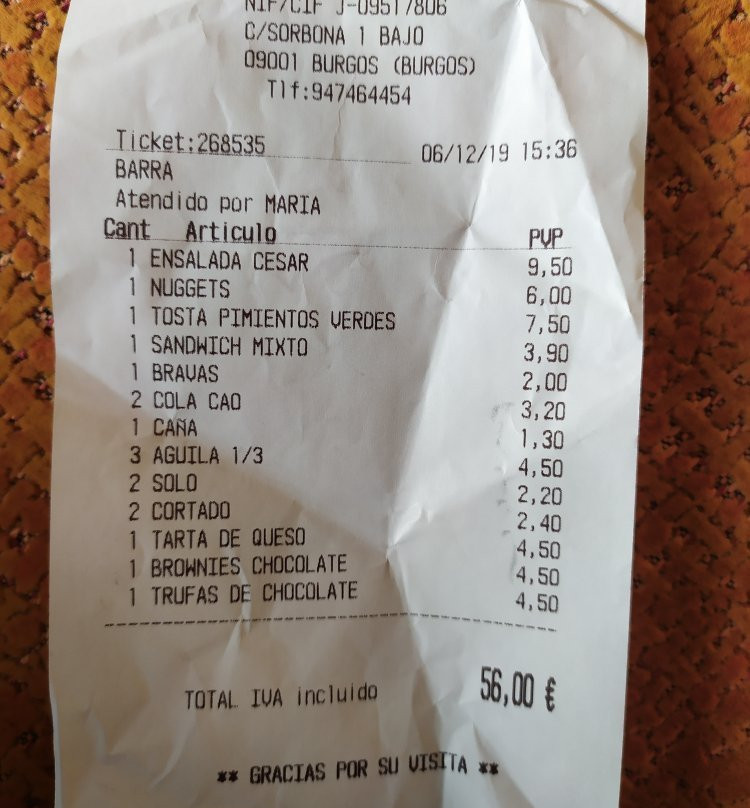 NIF/CIF J-09517806
C/SORBONA 1 BAJO
09001 BURGOS (BURGOS)
Tlf:947464454
Ticket:268535 06/12/19 15:36
BARRA
Atendido por MARIA
Cant Articulo PVP
1 ENSALADA CESAR 9,50
1 NUGGETS 6,00
1 TOSTA PIMIENTOS VERDES 7,50
1 SANDWICH MIXTO 3,90
1 BRAVAS 2,00
2 COLA CAO 3,20
1 CAÑA 1,30
3 AGUILA 1/3 4,50
2 SOLO 2,20
2 CORTADO 2,40
1 TARTA DE QUESO 4,50
1 BROWNIES CHOCOLATE 4,50
1 TRUFAS DE CHOCOLATE 4,50
TOTAL IVA incluido 56,00 €
** GRACIAS POR SU VISITA **